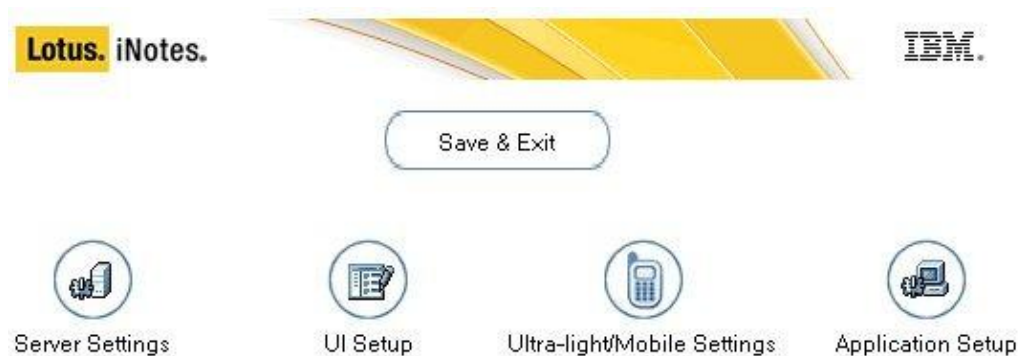 Lotus. iNotes.
IBM.
Save & Exit
Server Settings
UI Setup
Ultra-light/Mobile Settings
Application Setup